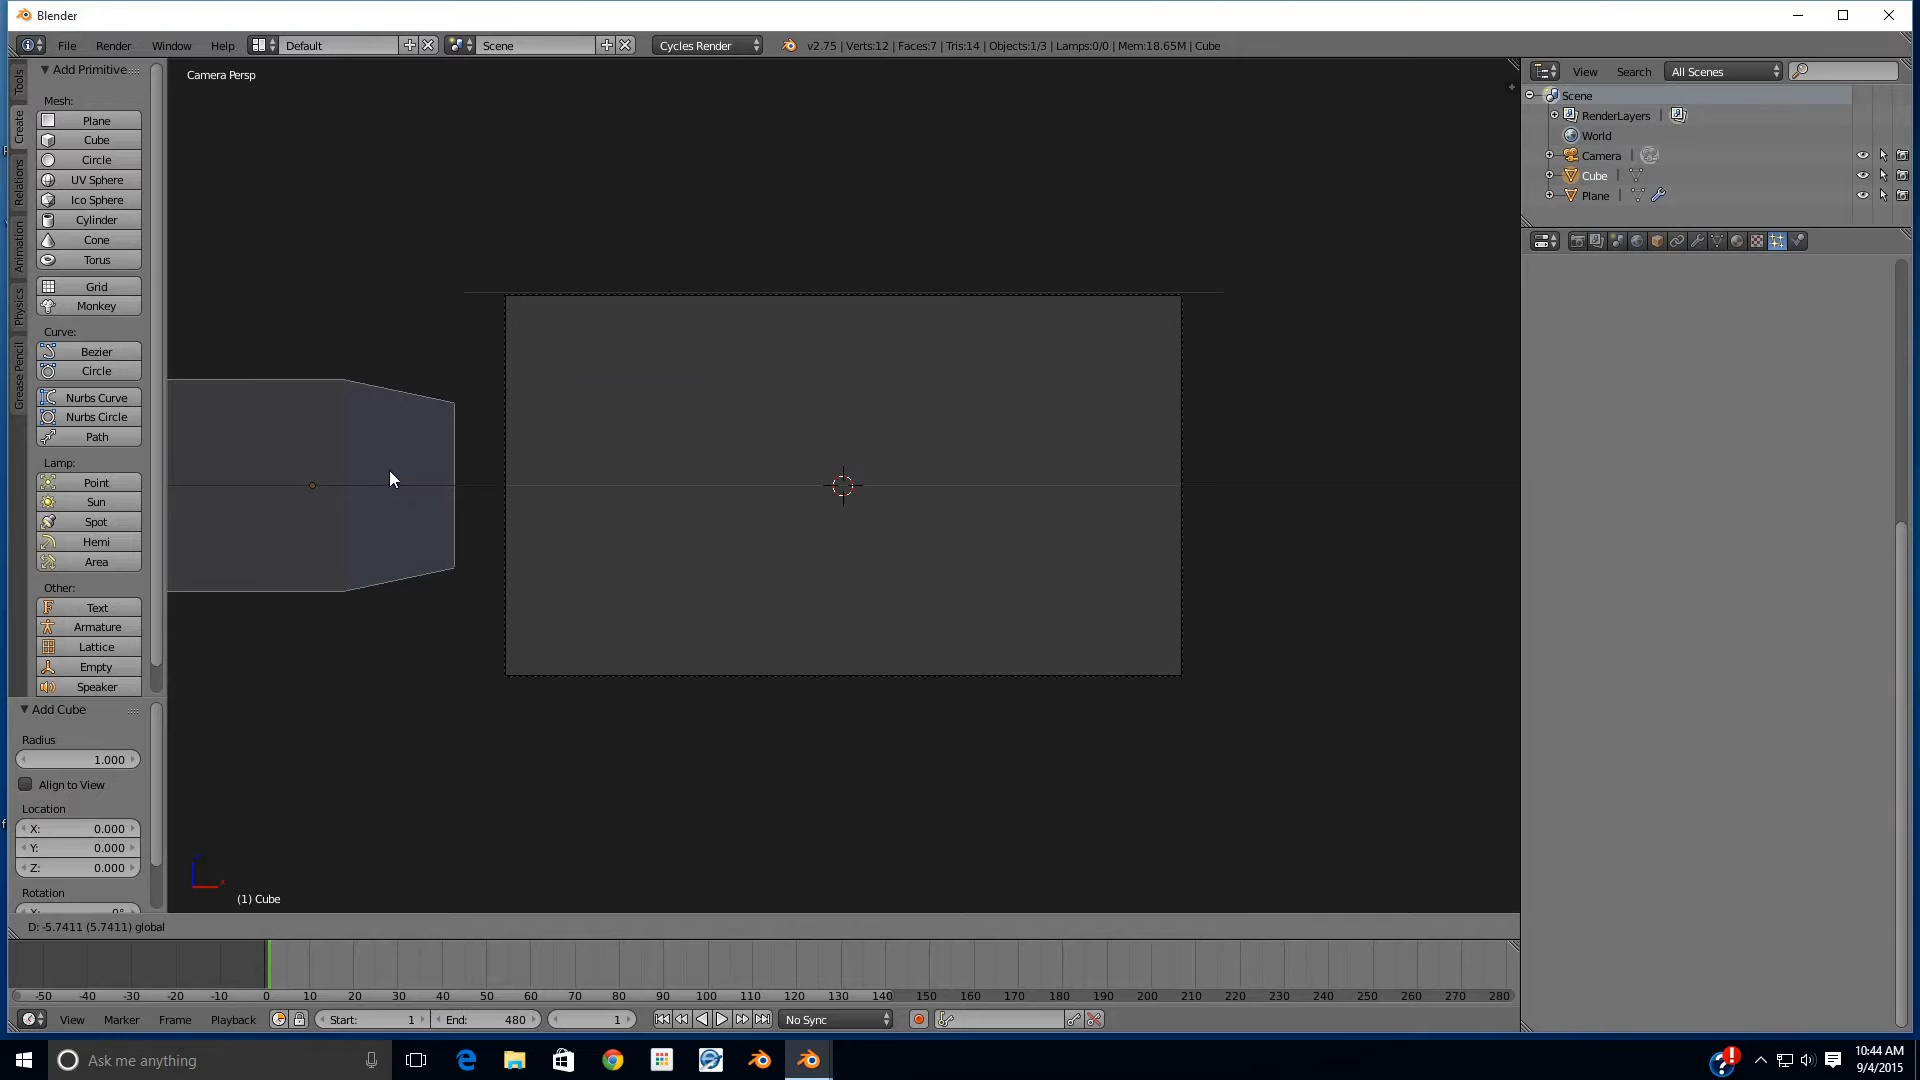 Blender
File Render Window Help Default Scene Cycles Render v2.75 | Verts:12 | Faces:7 | Tris:14 | Objects:1/3 | Lamps:0/0 | Mem:18.65M | Cube
Tools
Create
Relations
Animation
Physics
Grease Pencil
Add Primitive
Mesh:
Plane
Cube
Circle
UV Sphere
Ico Sphere
Cylinder
Cone
Torus
Grid
Monkey
Curve:
Bezier
Circle
Nurbs Curve
Nurbs Circle
Path
Lamp:
Point
Sun
Spot
Hemi
Area
Other:
Text
Armature
Lattice
Empty
Speaker
Add Cube
Radius
1.000
Align to View
Location
X: 0.000
Y: 0.000
Z: 0.000
Rotation
Camera Persp
(1) Cube
D: -5.7411 (5.7411) global
View Search All Scenes
Scene
RenderLayers
World
Camera
Cube
Plane
-50 -40 -30 -20 -10 0 10 20 30 40 50 60 70 80 90 100 110 120 130 140 150 160 170 180 190 200 210 220 230 240 250 260 270 280
View Marker Frame Playback Start: 1 End: 480 1 No Sync
Ask me anything
10:44 AM
9/4/2015